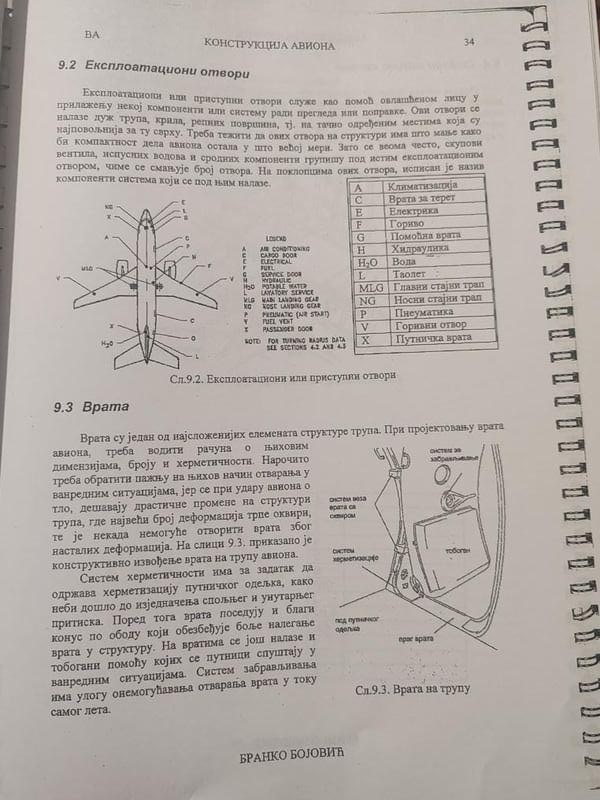 ВА
КОНСТРУКЦИЈА АВИОНА
34
9.2 Експлоатациони отвори
Експлоатациони или приступни отвори служе као помоћ овлашћеном лицу у
прилажењу некој компоненти или систему ради прегледа или поправке. Ови отвори се
налазе дуж трупа, крила, репних површина, тј. на тачно одређеним местима која су
најповољнија за ту сврху. Треба тежити да ових отвора на структури има што мање како
би компактност дела авиона остала у што већој мери. Зато се веома често, скупови
вентила, испусних водова и сродних компоненти групишу под истим експлоатационим
отвором, чиме се смањује број отвора. На поклопцима ових отвора, исписан је назив
компоненти система који се под њим налазе.
NG
X
A
MLG
V
H₂O
E
L
G
C
P
H
F
V
X
C
L
LEGEND
A AIR CONDITIONING
C CARGO DOOR
E ELECTRICAL
F FUEL
G SERVICE DOOR
H HYDRAULIC
H₂O POTABLE WATER
L LAVATORY SERVICE
MLG MAIN LANDING GEAR
NG NOSE LANDING GEAR
P PNEUMATIC (AIR START)
V FUEL VENT
X PASSENGER DOOR
NOTE: FOR TURNING RADIUS DATA
SEE SECTIONS 4.2 AND 4.3
A Климатизација
C Врата за терет
E Електрика
F Гориво
G Помоћна врата
H Хидраулика
H₂O Вода
L Таолет
MLG Главни стајни трап
NG Носни стајни трап
P Пнеуматика
V Горивни отвор
X Путничка врата
Сл.9.2. Експлоатациони или приступни отвори
9.3 Врата
Врата су један од најсложенијих елемената структуре трупа. При пројектовању врата
авиона, треба водити рачуна о њиховим
димензијама, броју и херметичности. Нарочито
треба обратити пажњу на њихов начин отварања у
ванредним ситуацијама, јер се при удару авиона о
тло, дешавају драстичне промене на структури
трупа, где највећи број деформација трпе оквири,
те је некада немогуће отворити врата због
насталих деформација. На слици 9.3. приказано је
конструктивно извођење врата на трупу авиона.
Систем херметичности има за задатак да
одржава херметизацију путничког одељка, како
неби дошло до изједначења спољњег и унутарњег
притиска. Поред тога врата поседују и благи
конус по ободу који обезбеђује боље налегање
врата у структуру. На вратима се још налазе и
тобогани помоћу којих се путници спуштају у
ванредним ситуацијама. Систем забрављивања
има улогу онемогућавања отварања врата у току
самог лета.
систем за
забрављивање
систем веза
врата са
оквиром
систем
херметизације
тобоган
под путничког
одељка
праг врата
Сл.9.3. Врата на трупу
БРАНКО БОЈОВИЋ